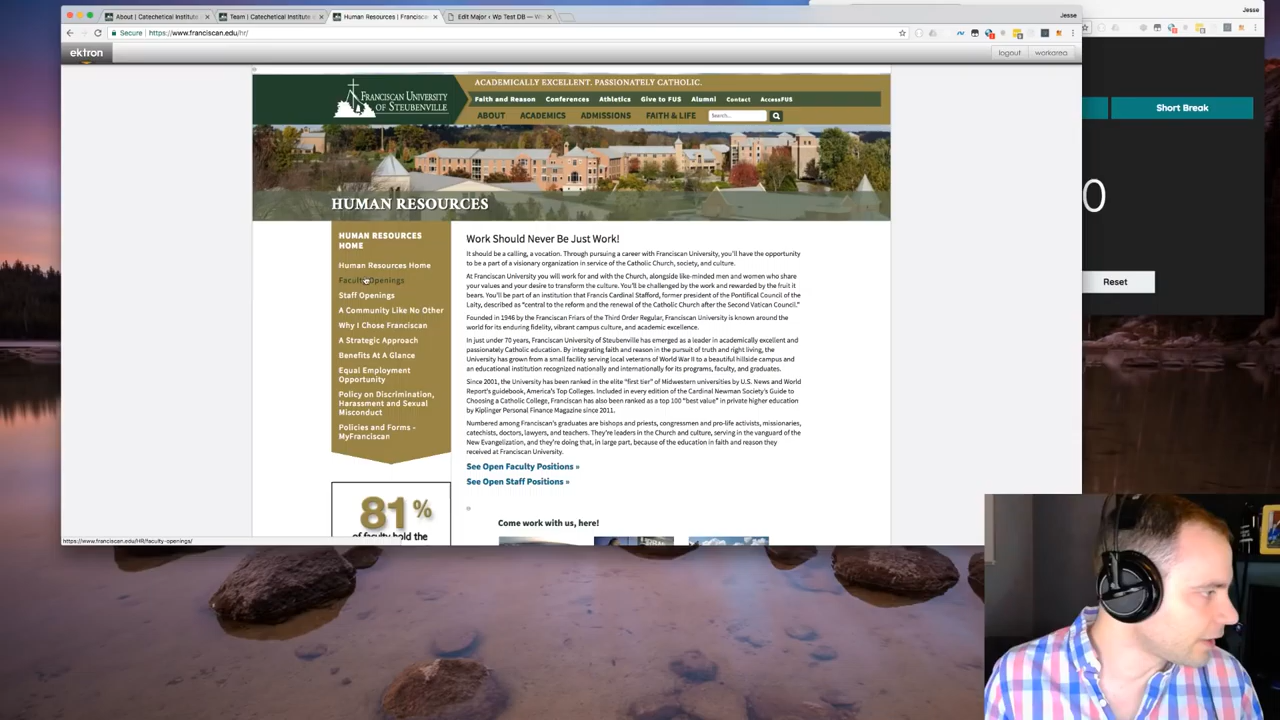 Jesse
Jesse
About | Catechetical Institute
Team | Catechetical Institute
Human Resources | Francisc
Edit Major ‹ Wp Test DB — W
Secure
https://www.franciscan.edu/hr/
ektron
logout
workarea
ACADEMICALLY EXCELLENT. PASSIONATELY CATHOLIC.
FRANCISCAN UNIVERSITY
OF STEUBENVILLE
Faith and Reason
Conferences
Athletics
Give to FUS
Alumni
Contact
AccessFUS
ABOUT
ACADEMICS
ADMISSIONS
FAITH & LIFE
Search...
Short Break
0
Reset
HUMAN RESOURCES
HUMAN RESOURCES
HOME
Human Resources Home
Faculty Openings
Staff Openings
A Community Like No Other
Why I Chose Franciscan
A Strategic Approach
Benefits At A Glance
Equal Employment
Opportunity
Policy on Discrimination,
Harassment and Sexual
Misconduct
Policies and Forms -
MyFranciscan
81%
of faculty hold the
Work Should Never Be Just Work!
It should be a calling, a vocation. Through pursuing a career with Franciscan University, you'll have the opportunity
to be a part of a visionary organization in service of the Catholic Church, society, and culture.
At Franciscan University you will work for and with the Church, alongside like-minded men and women who share
your values and your desire to transform the culture. You'll be challenged by the work and rewarded by the fruit it
bears. You'll be part of an institution that Francis Cardinal Stafford, former president of the Pontifical Council of the
Laity, described as "central to the reform and the renewal of the Catholic Church after the Second Vatican Council."
Founded in 1946 by the Franciscan Friars of the Third Order Regular, Franciscan University is known around the
world for its enduring fidelity, vibrant campus culture, and academic excellence.
In just under 70 years, Franciscan University of Steubenville has emerged as a leader in academically excellent and
passionately Catholic education. By integrating faith and reason in the pursuit of truth and right living, the
University has grown from a small facility serving local veterans of World War II to a beautiful hillside campus and
an educational institution recognized nationally and internationally for its programs, faculty, and graduates.
Since 2001, the University has been ranked in the elite "first tier" of Midwestern universities by U.S. News and World
Report's guidebook, America's Top Colleges. Included in every edition of the Cardinal Newman Society's Guide to
Choosing a Catholic College, Franciscan has also been ranked as a top 100 "best value" in private higher education
by Kiplinger Personal Finance Magazine since 2011.
Numbered among Franciscan's graduates are bishops and priests, congressmen and pro-life activists, missionaries,
catechists, doctors, lawyers, and teachers. They're leaders in the Church and culture, serving in the vanguard of the
New Evangelization, and they're doing that, in large part, because of the education in faith and reason they
received at Franciscan University.
See Open Faculty Positions »
See Open Staff Positions »
Come work with us, here!
https://www.franciscan.edu/HR/faculty-openings/